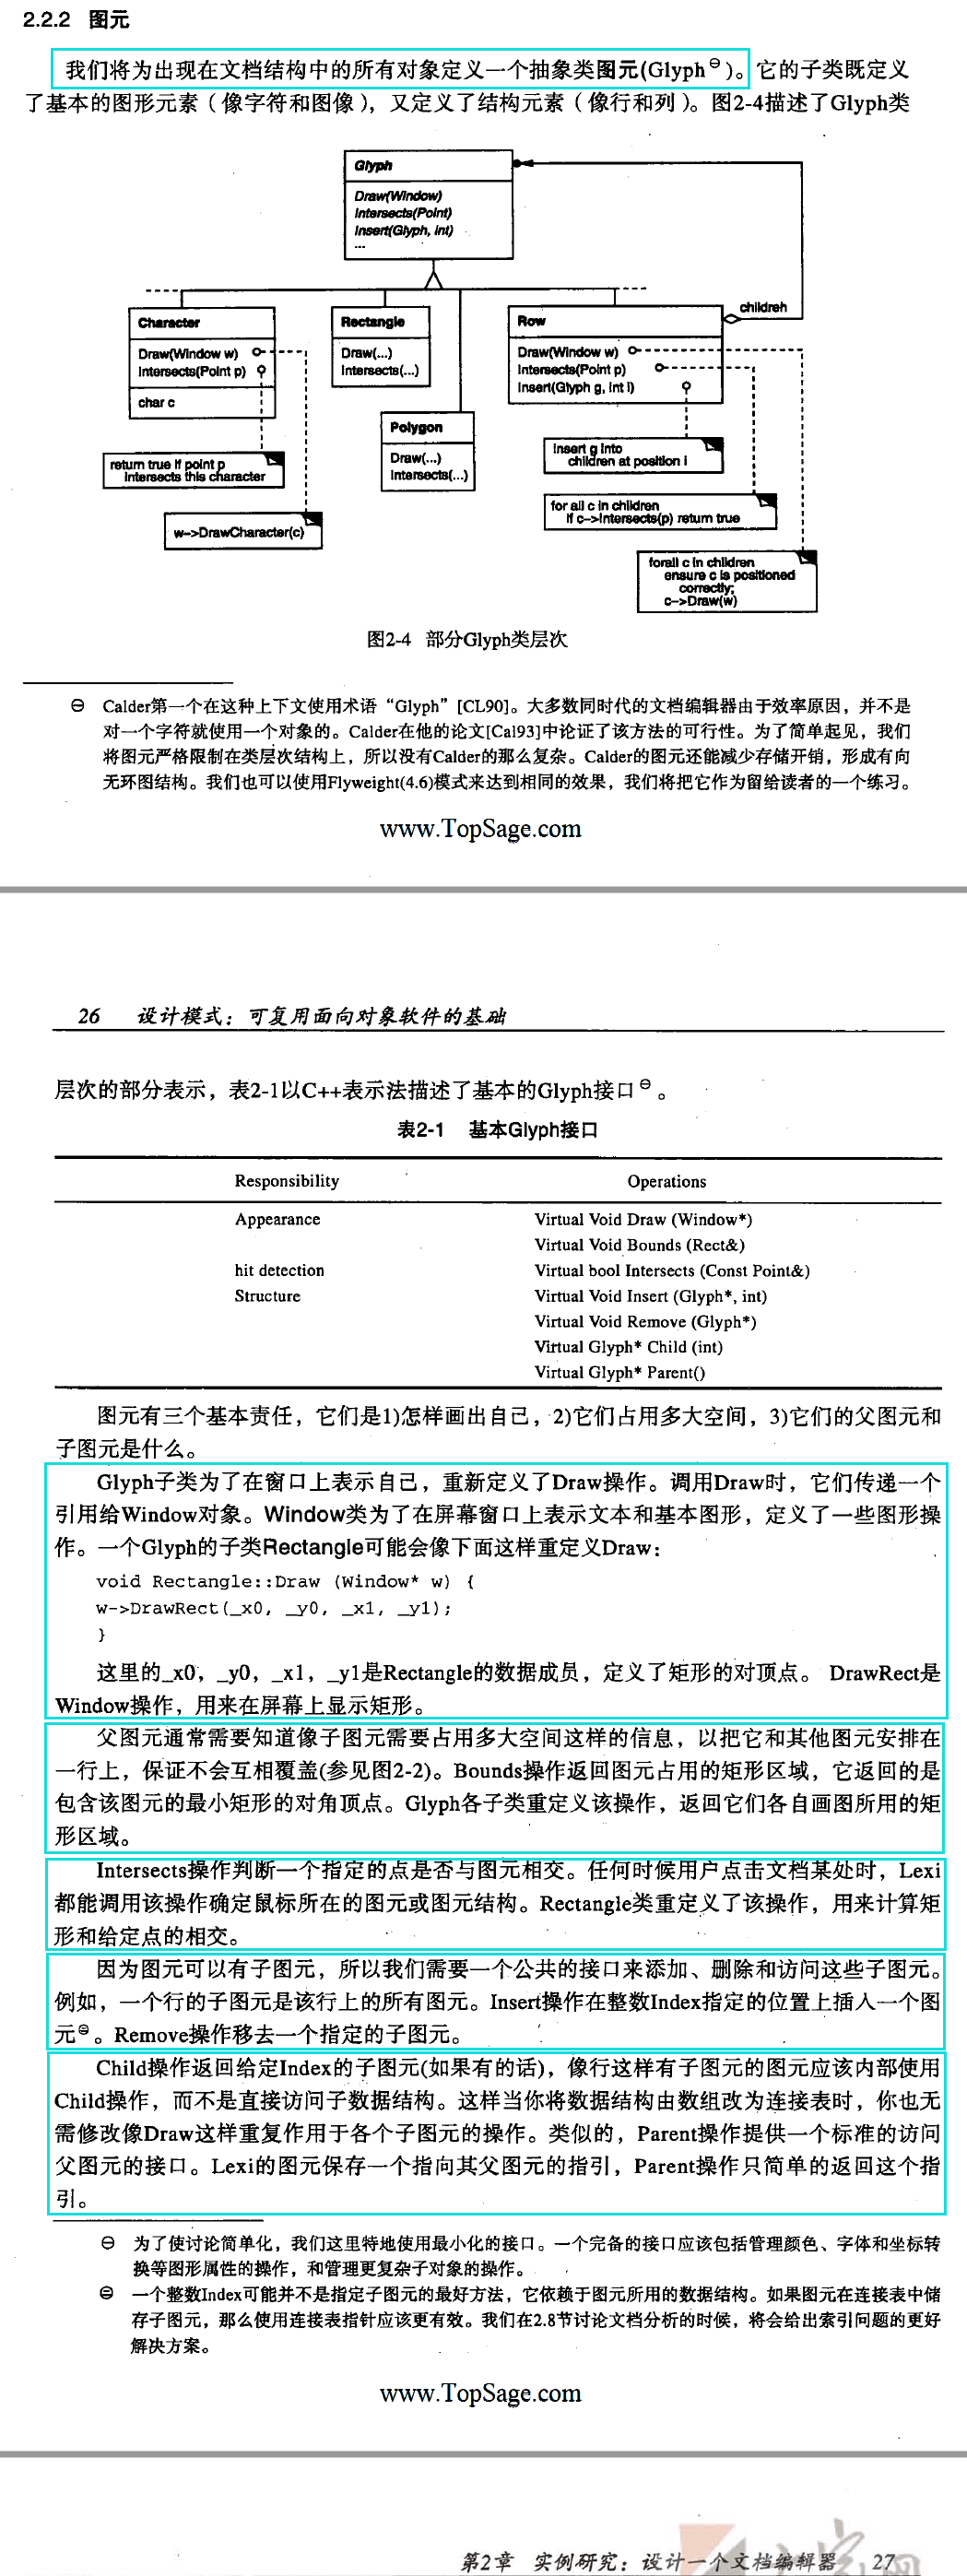 2.2.2 图元
我们将为出现在文档结构中的所有对象定义一个抽象类图元(Glyph⊖)。它的子类既定义
了基本的图形元素（像字符和图像），又定义了结构元素（像行和列）。图2-4描述了Glyph类
Glyph
Draw(Window)
Intersects(Point)
Insert(Glyph, int)
...
children
Character
Draw(Window w)
Intersects(Point p)
char c
Rectangle
Draw(...)
Intersects(...)
Row
Draw(Window w)
Intersects(Point p)
Insert(Glyph g, int i)
Polygon
Draw(...)
Intersects(...)
return true if point p
intersects this character
w->DrawCharacter(c)
insert g into
children at position i
for all c in children
if c->Intersects(p) return true
forall c in children
ensure c is positioned
correctly;
c->Draw(w)
图2-4 部分Glyph类层次
⊖ Calder第一个在这种上下文使用术语“Glyph”[CL90]。大多数同时代的文档编辑器由于效率原因，并不是
对一个字符就使用一个对象的。Calder在他的论文[Cal93]中论证了该方法的可行性。为了简单起见，我们
将图元严格限制在类层次结构上，所以没有Calder的那么复杂。Calder的图元还能减少存储开销，形成有向
无环图结构。我们也可以使用Flyweight(4.6)模式来达到相同的效果，我们将把它作为留给读者的一个练习。
www.TopSage.com
26 设计模式：可复用面向对象软件的基础
层次的部分表示，表2-1以C++表示法描述了基本的Glyph接口⊖。
表2-1 基本Glyph接口
Responsibility Operations
Appearance Virtual Void Draw (Window*)
Virtual Void Bounds (Rect&)
hit detection Virtual bool Intersects (Const Point&)
Structure Virtual Void Insert (Glyph*, int)
Virtual Void Remove (Glyph*)
Virtual Glyph* Child (int)
Virtual Glyph* Parent()
图元有三个基本责任，它们是1)怎样画出自己，2)它们占用多大空间，3)它们的父图元和
子图元是什么。
Glyph子类为了在窗口上表示自己，重新定义了Draw操作。调用Draw时，它们传递一个
引用给Window对象。Window类为了在屏幕窗口上表示文本和基本图形，定义了一些图形操
作。一个Glyph的子类Rectangle可能会像下面这样重定义Draw：
void Rectangle::Draw (Window* w) {
w->DrawRect(_x0, _y0, _x1, _y1);
}
这里的_x0，_y0，_x1，_y1是Rectangle的数据成员，定义了矩形的对顶点。 DrawRect是
Window操作，用来在屏幕上显示矩形。
父图元通常需要知道像子图元需要占用多大空间这样的信息，以把它和其他图元安排在
一行上，保证不会互相覆盖(参见图2-2)。Bounds操作返回图元占用的矩形区域，它返回的是
包含该图元的最小矩形的对角顶点。Glyph各子类重定义该操作，返回它们各自画图所用的矩
形区域。
Intersects操作判断一个指定的点是否与图元相交。任何时候用户点击文档某处时，Lexi
都能调用该操作确定鼠标所在的图元或图元结构。Rectangle类重定义了该操作，用来计算矩
形和给定点的相交。
因为图元可以有子图元，所以我们需要一个公共的接口来添加、删除和访问这些子图元。
例如，一个行的子图元是该行上的所有图元。Insert操作在整数Index指定的位置上插入一个图
元⊜。Remove操作移去一个指定的子图元。
Child操作返回给定Index的子图元(如果有的话)，像行这样有子图元的图元应该内部使用
Child操作，而不是直接访问子数据结构。这样当你将数据结构由数组改为连接表时，你也无
需修改像Draw这样重复作用于各个子图元的操作。类似的，Parent操作提供一个标准的访问
父图元的接口。Lexi的图元保存一个指向其父图元的指引，Parent操作只简单的返回这个指
引。
⊖ 为了使讨论简单化，我们这里特地使用最小化的接口。一个完备的接口应该包括管理颜色、字体和坐标转
换等图形属性的操作，和管理更复杂子对象的操作。
⊜ 一个整数Index可能并不是指定子图元的最好方法，它依赖于图元所用的数据结构。如果图元在连接表中储
存子图元，那么使用连接表指针应该更有效。我们在2.8节讨论文档分析的时候，将会给出索引问题的更好
解决方案。
www.TopSage.com
第2章 实例研究：设计一个文档编辑器 27